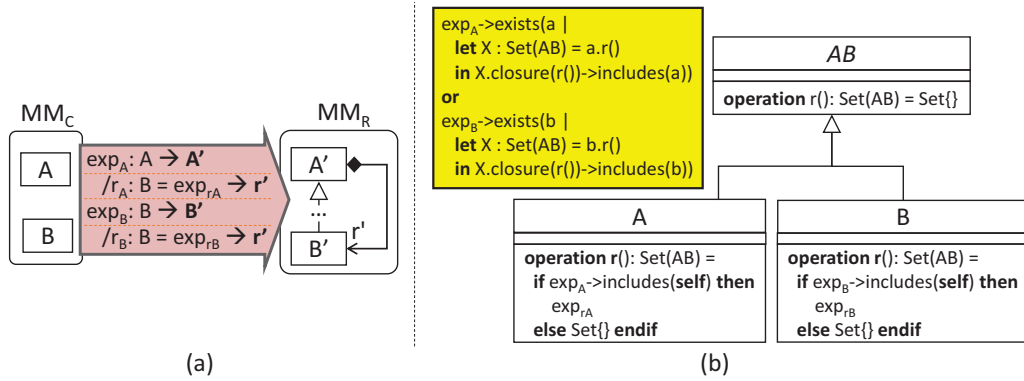 MM_C
A
B
exp_A: A → A'
/r_A: B = exp_rA → r'
exp_B: B → B'
/r_B: B = exp_rB → r'
MM_R
A'
...
B'
r'
(a)
exp_A->exists(a |
let X : Set(AB) = a.r()
in X.closure(r())->includes(a))
or
exp_B->exists(b |
let X : Set(AB) = b.r()
in X.closure(r())->includes(b))
AB
operation r(): Set(AB) = Set{}
A
operation r(): Set(AB) =
if exp_A->includes(self) then
exp_rA
else Set{} endif
B
operation r(): Set(AB) =
if exp_B->includes(self) then
exp_rB
else Set{} endif
(b)